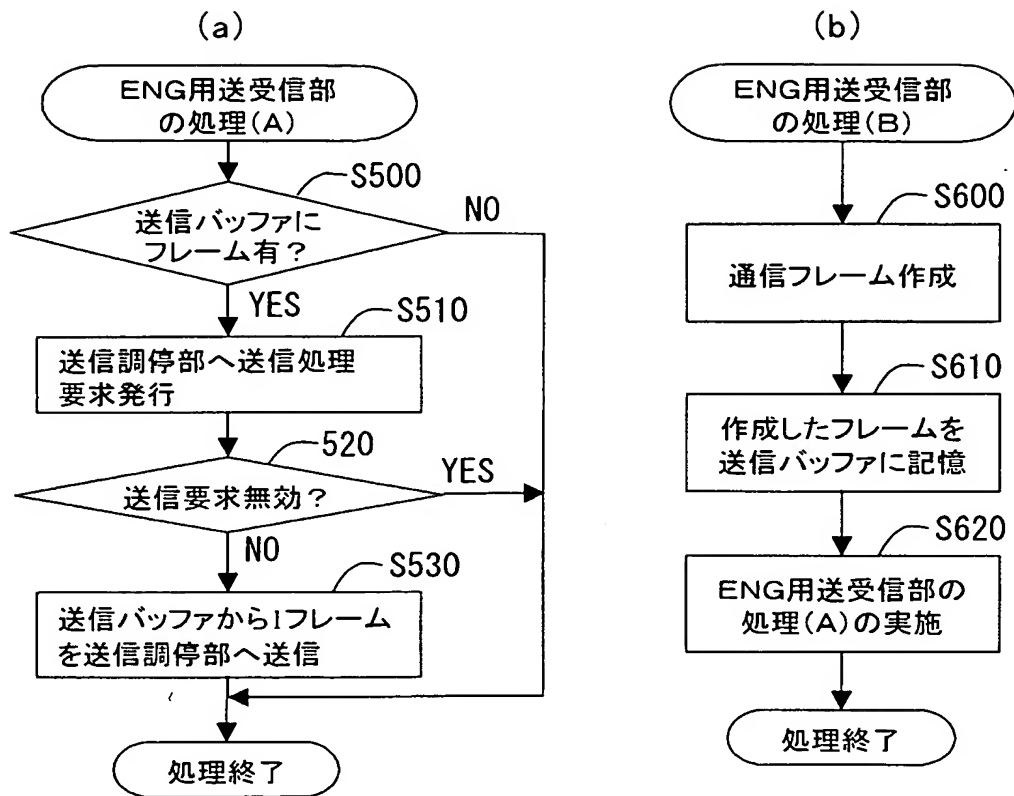 (a)
ENG用送受信部
の処理(A)
S500
送信バッファに
フレーム有?
NO
YES
S510
送信調停部へ送信処理
要求発行
520
送信要求無効?
YES
NO
S530
送信バッファから1フレーム
を送信調停部へ送信
処理終了
(b)
ENG用送受信部
の処理(B)
S600
通信フレーム作成
S610
作成したフレームを
送信バッファに記憶
S620
ENG用送受信部の
処理(A)の実施
処理終了